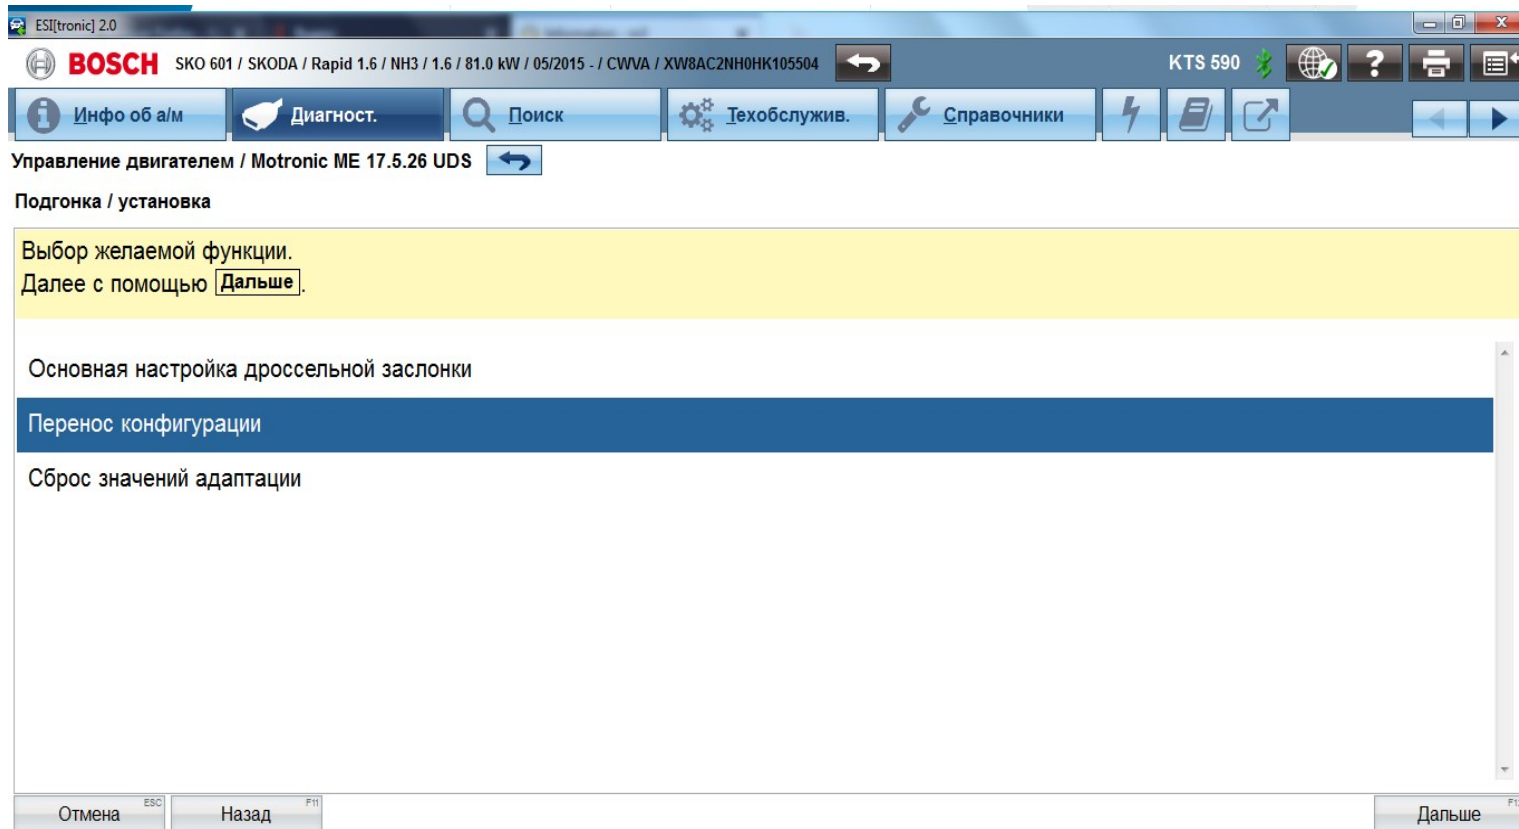 ESI[tronic] 2.0
BOSCH SKO 601 / SKODA / Rapid 1.6 / NH3 / 1.6 / 81.0 kW / 05/2015 - / CWVA / XW8AC2NH0HK105504 KTS 590 ?
Инфо об а/м Диагност. Поиск Техобслужив. Справочники
Управление двигателем / Motronic ME 17.5.26 UDS
Подгонка / установка
Выбор желаемой функции.
Далее с помощью Дальше.
Основная настройка дроссельной заслонки
Перенос конфигурации
Сброс значений адаптации
Отмена ESC Назад F11 Дальше